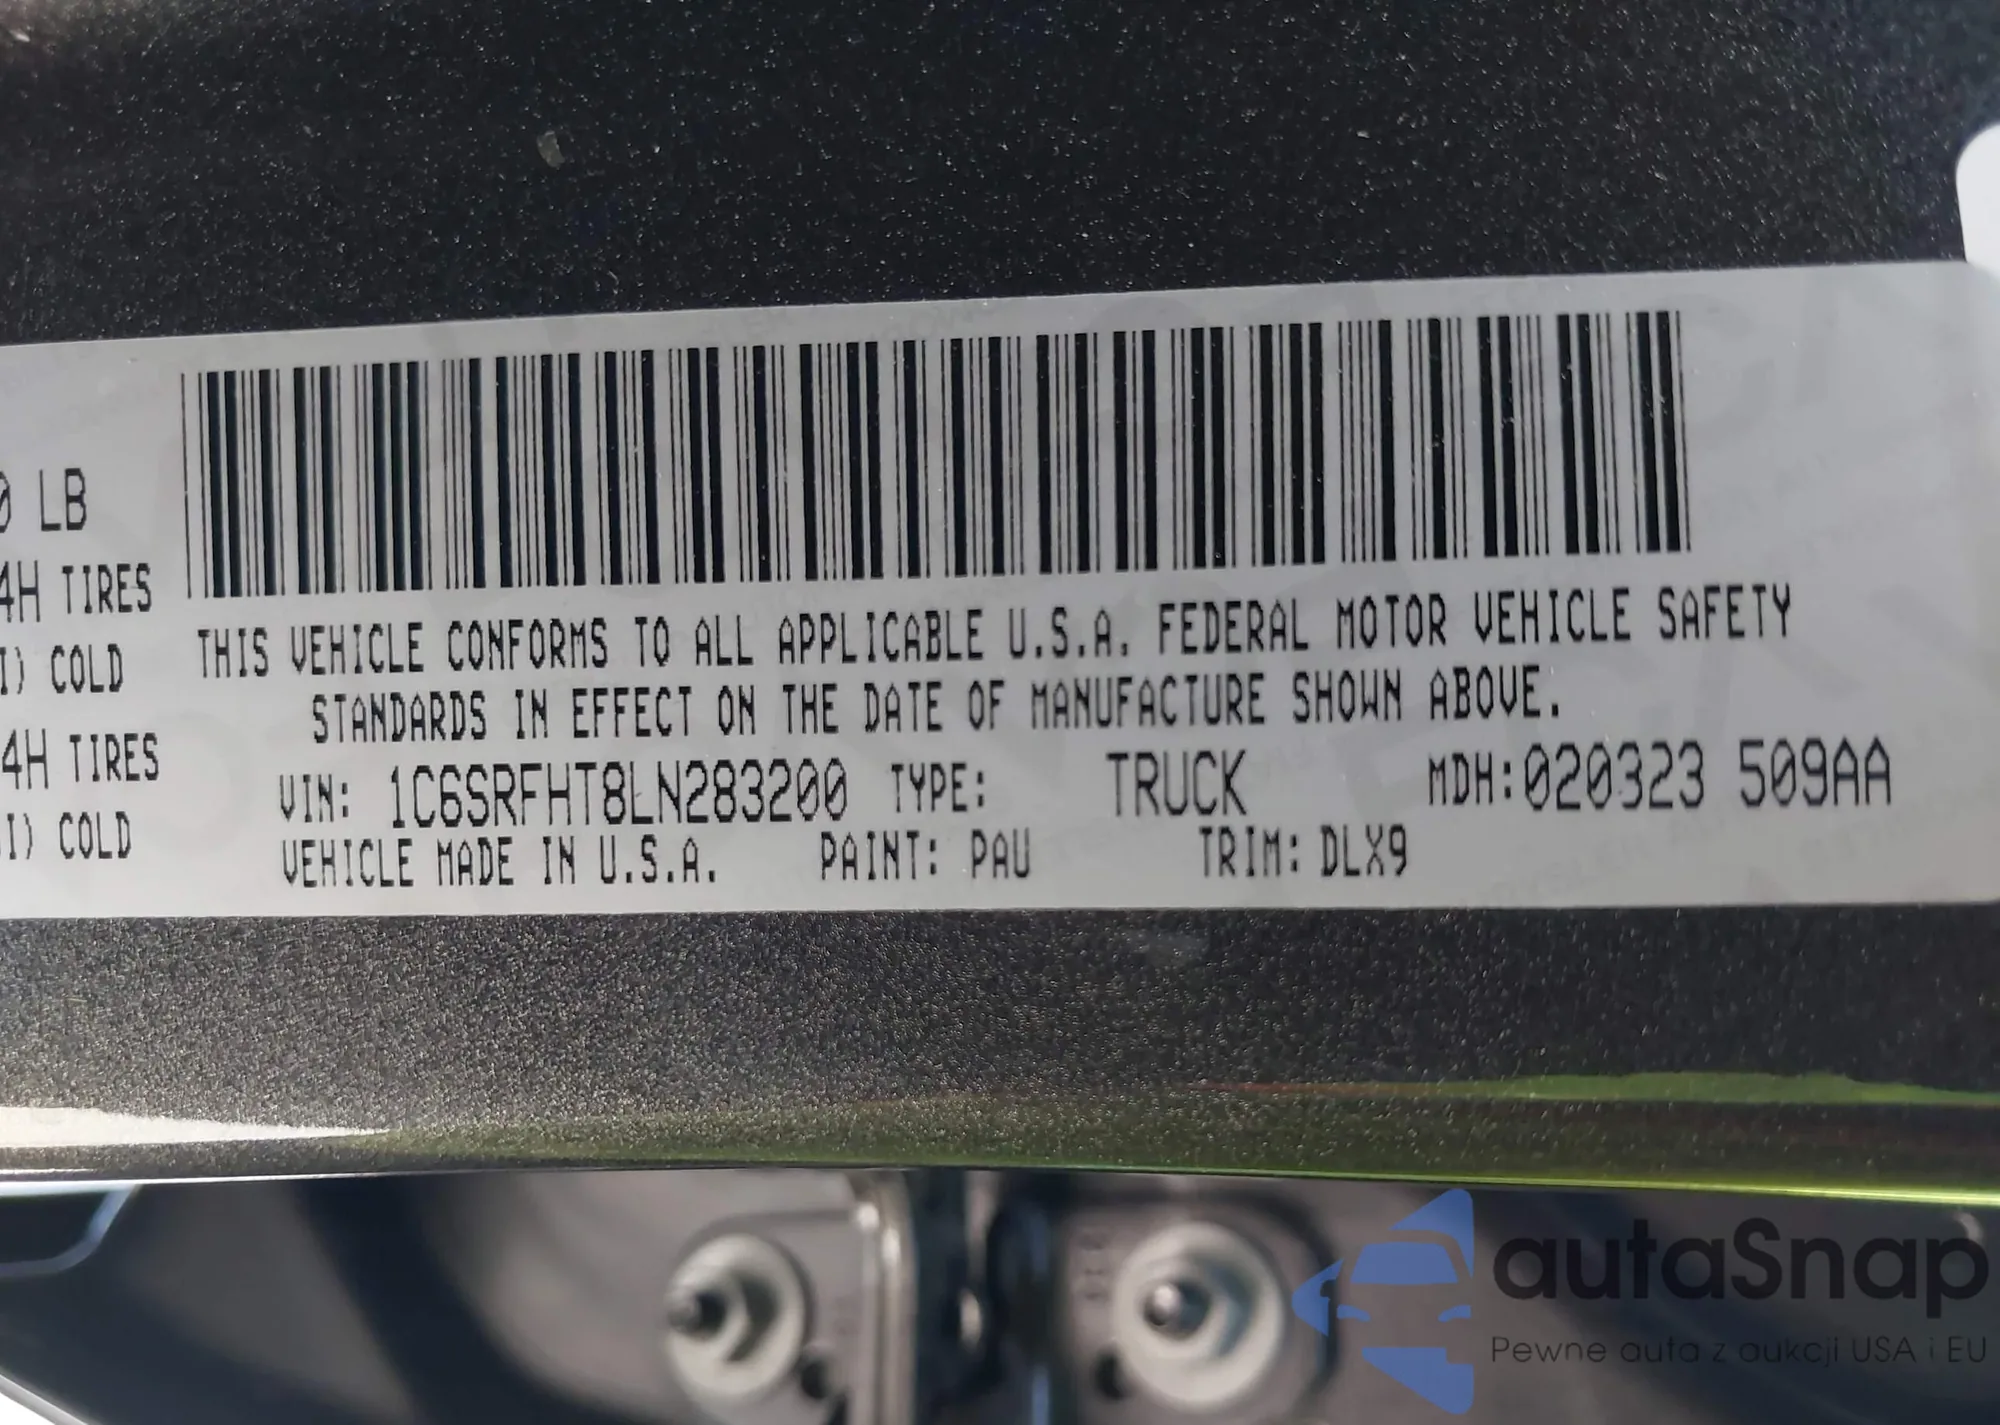 0 LB
4H TIRES
I) COLD
4H TIRES
I) COLD
THIS VEHICLE CONFORMS TO ALL APPLICABLE U.S.A. FEDERAL MOTOR VEHICLE SAFETY
STANDARDS IN EFFECT ON THE DATE OF MANUFACTURE SHOWN ABOVE.
VIN: 1C6SRFHT8LN283200 TYPE: TRUCK MDH:020323 509AA
VEHICLE MADE IN U.S.A. PAINT: PAU TRIM: DLX9
autaSnap
Pewne auta z aukcji USA i EU